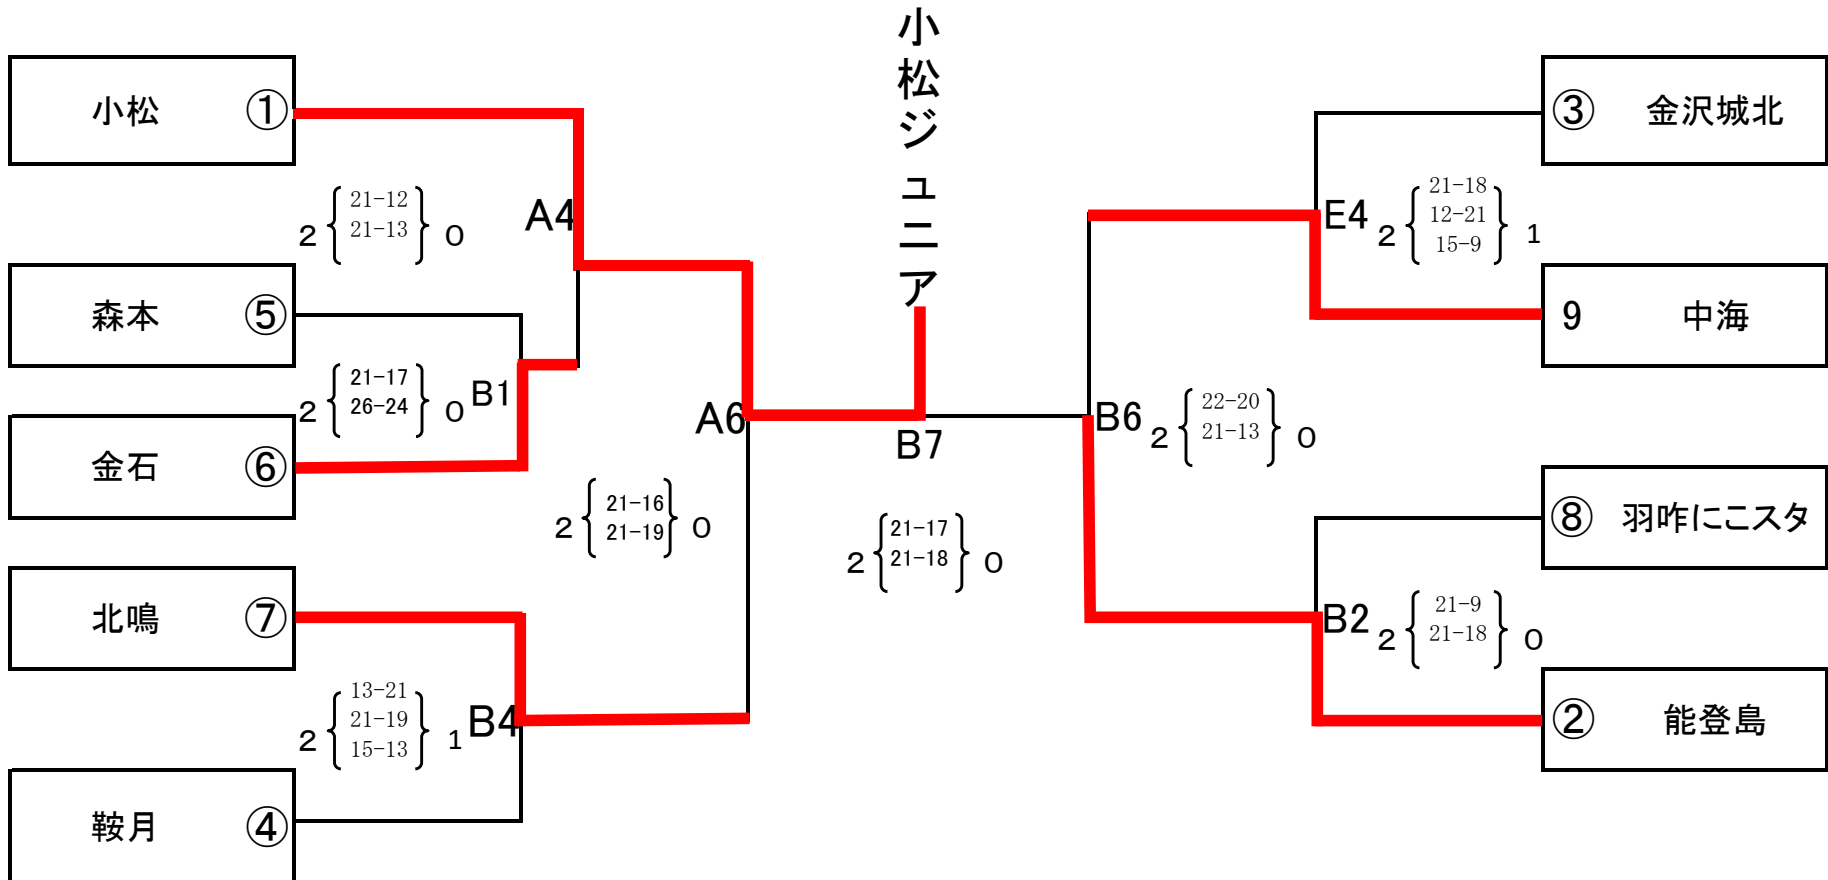 小松ジュニア
小松 ①
21-12
21-13
2 0
A4
森本 ⑤
21-17
26-24
2 0
B1
金石 ⑥
A6
21-16
21-19
2 0
北鳴 ⑦
13-21
21-19
15-13
2 1
B4
鞍月 ④
B7
21-17
21-18
2 0
③ 金沢城北
E4
21-18
12-21
15-9
2 1
9 中海
B6
22-20
21-13
2 0
⑧ 羽咋にこスタ
B2
21-9
21-18
2 0
② 能登島